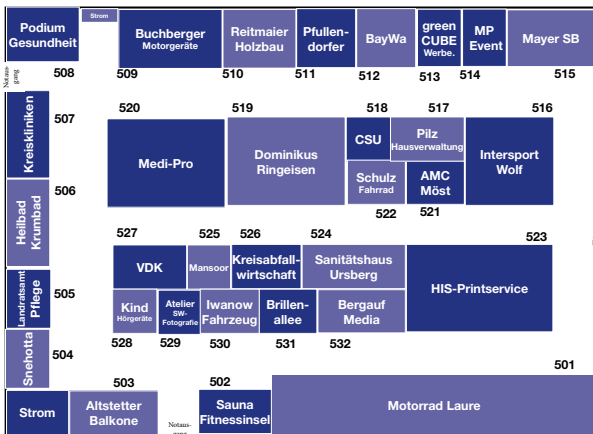 Podium
Gesundheit
Strom
Buchberger
Motorgeräte
Reitmaier
Holzbau
Pfullen-
dorfer
BayWa
green
CUBE
Werbe.
MP
Event
Mayer SB
Notaus-
gang
508
509
510
511
512
513
514
515
507
520
519
518
517
516
Kreiskliniken
Medi-Pro
Dominikus
Ringeisen
CSU
Pilz
Hausverwaltung
Intersport
Wolf
Schulz
Fahrrad
AMC
Möst
506
522
521
Heilbad
Krumbad
527
525
526
524
523
VDK
Mansoor
Kreisabfall-
wirtschaft
Sanitätshaus
Ursberg
HIS-Printservice
Landratsamt
Pflege
505
Kind
Hörgeräte
Atelier
SW-
Fotografie
Iwanow
Fahrzeug
Brillen-
allee
Bergauf
Media
528
529
530
531
532
504
Snehotta
503
502
501
Strom
Altstetter
Balkone
Notaus-
gang
Sauna
Fitnessinsel
Motorrad Laure